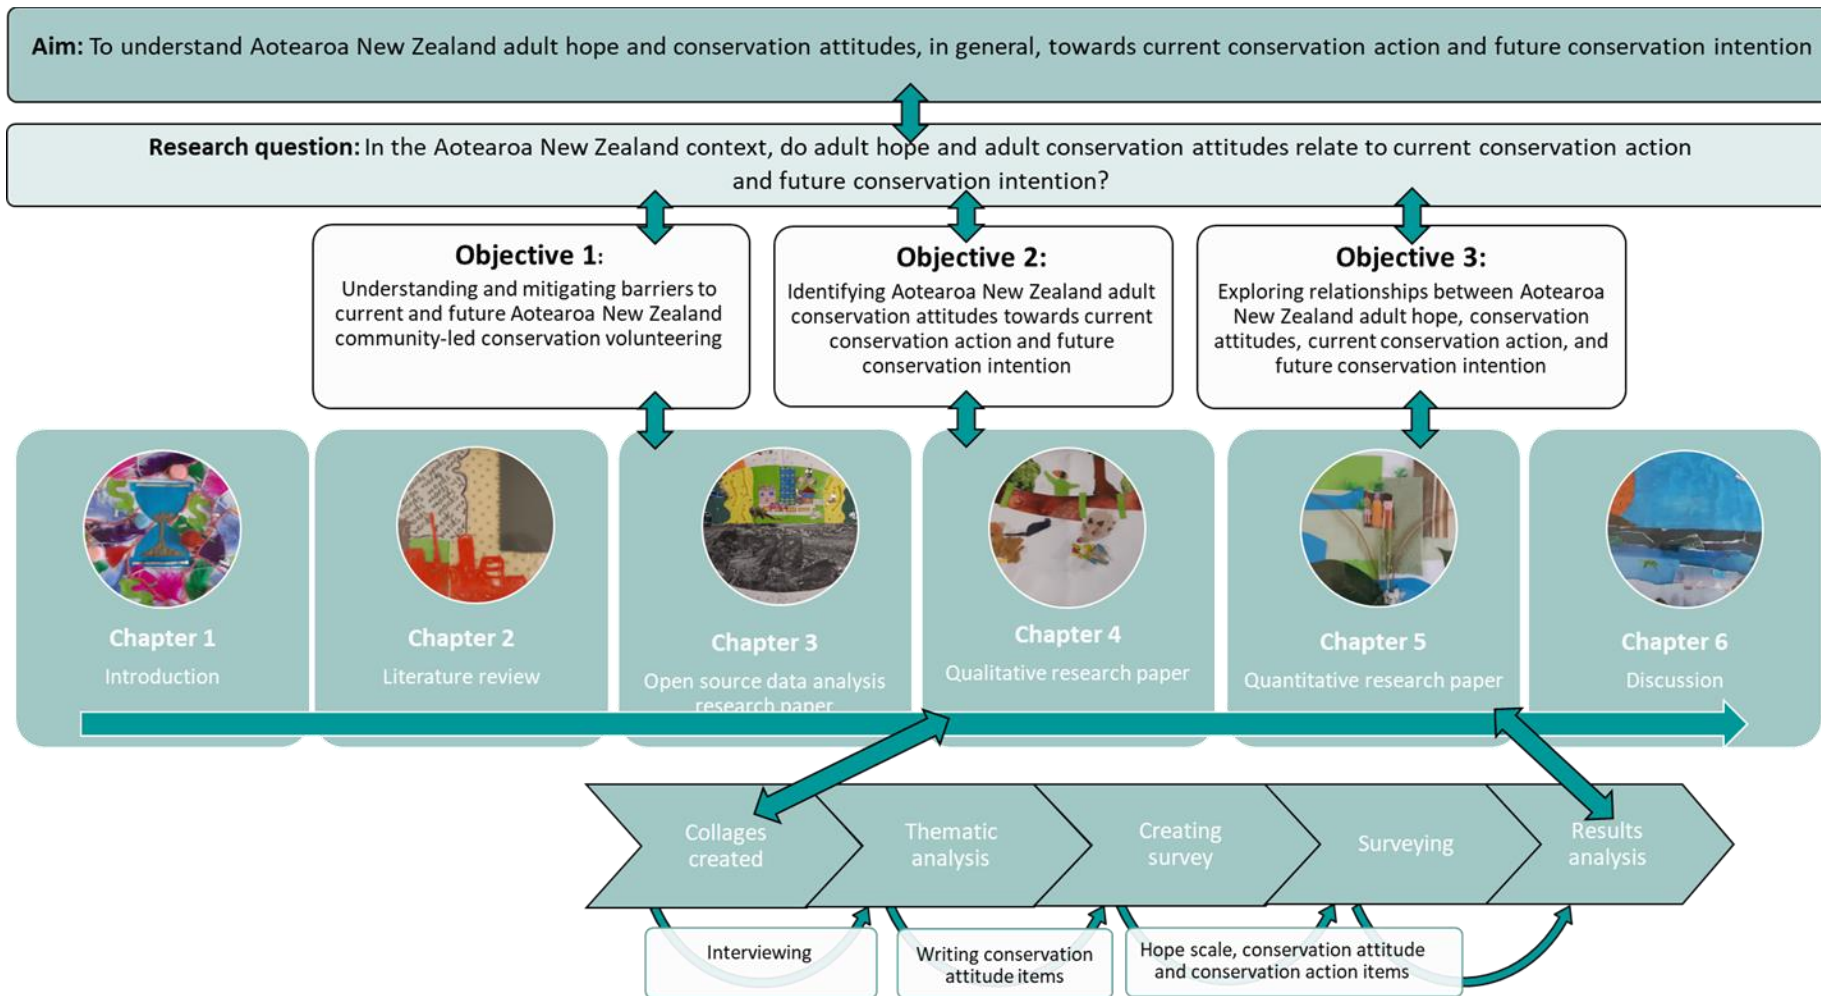 Aim: To understand Aotearoa New Zealand adult hope and conservation attitudes, in general, towards current conservation action and future conservation intention
Research question: In the Aotearoa New Zealand context, do adult hope and adult conservation attitudes relate to current conservation action
and future conservation intention?
Objective 1:
Understanding and mitigating barriers to
current and future Aotearoa New Zealand
community-led conservation volunteering
Objective 2:
Identifying Aotearoa New Zealand adult
conservation attitudes towards current
conservation action and future
conservation intention
Objective 3:
Exploring relationships between Aotearoa
New Zealand adult hope, conservation
attitudes, current conservation action, and
future conservation intention
Chapter 1
Introduction
Chapter 2
Literature review
Chapter 3
Open source data analysis
research paper
Chapter 4
Qualitative research paper
Chapter 5
Quantitative research paper
Chapter 6
Discussion
Collages
created
Thematic
analysis
Creating
survey
Surveying
Results
analysis
Interviewing
Writing conservation
attitude items
Hope scale, conservation attitude
and conservation action items